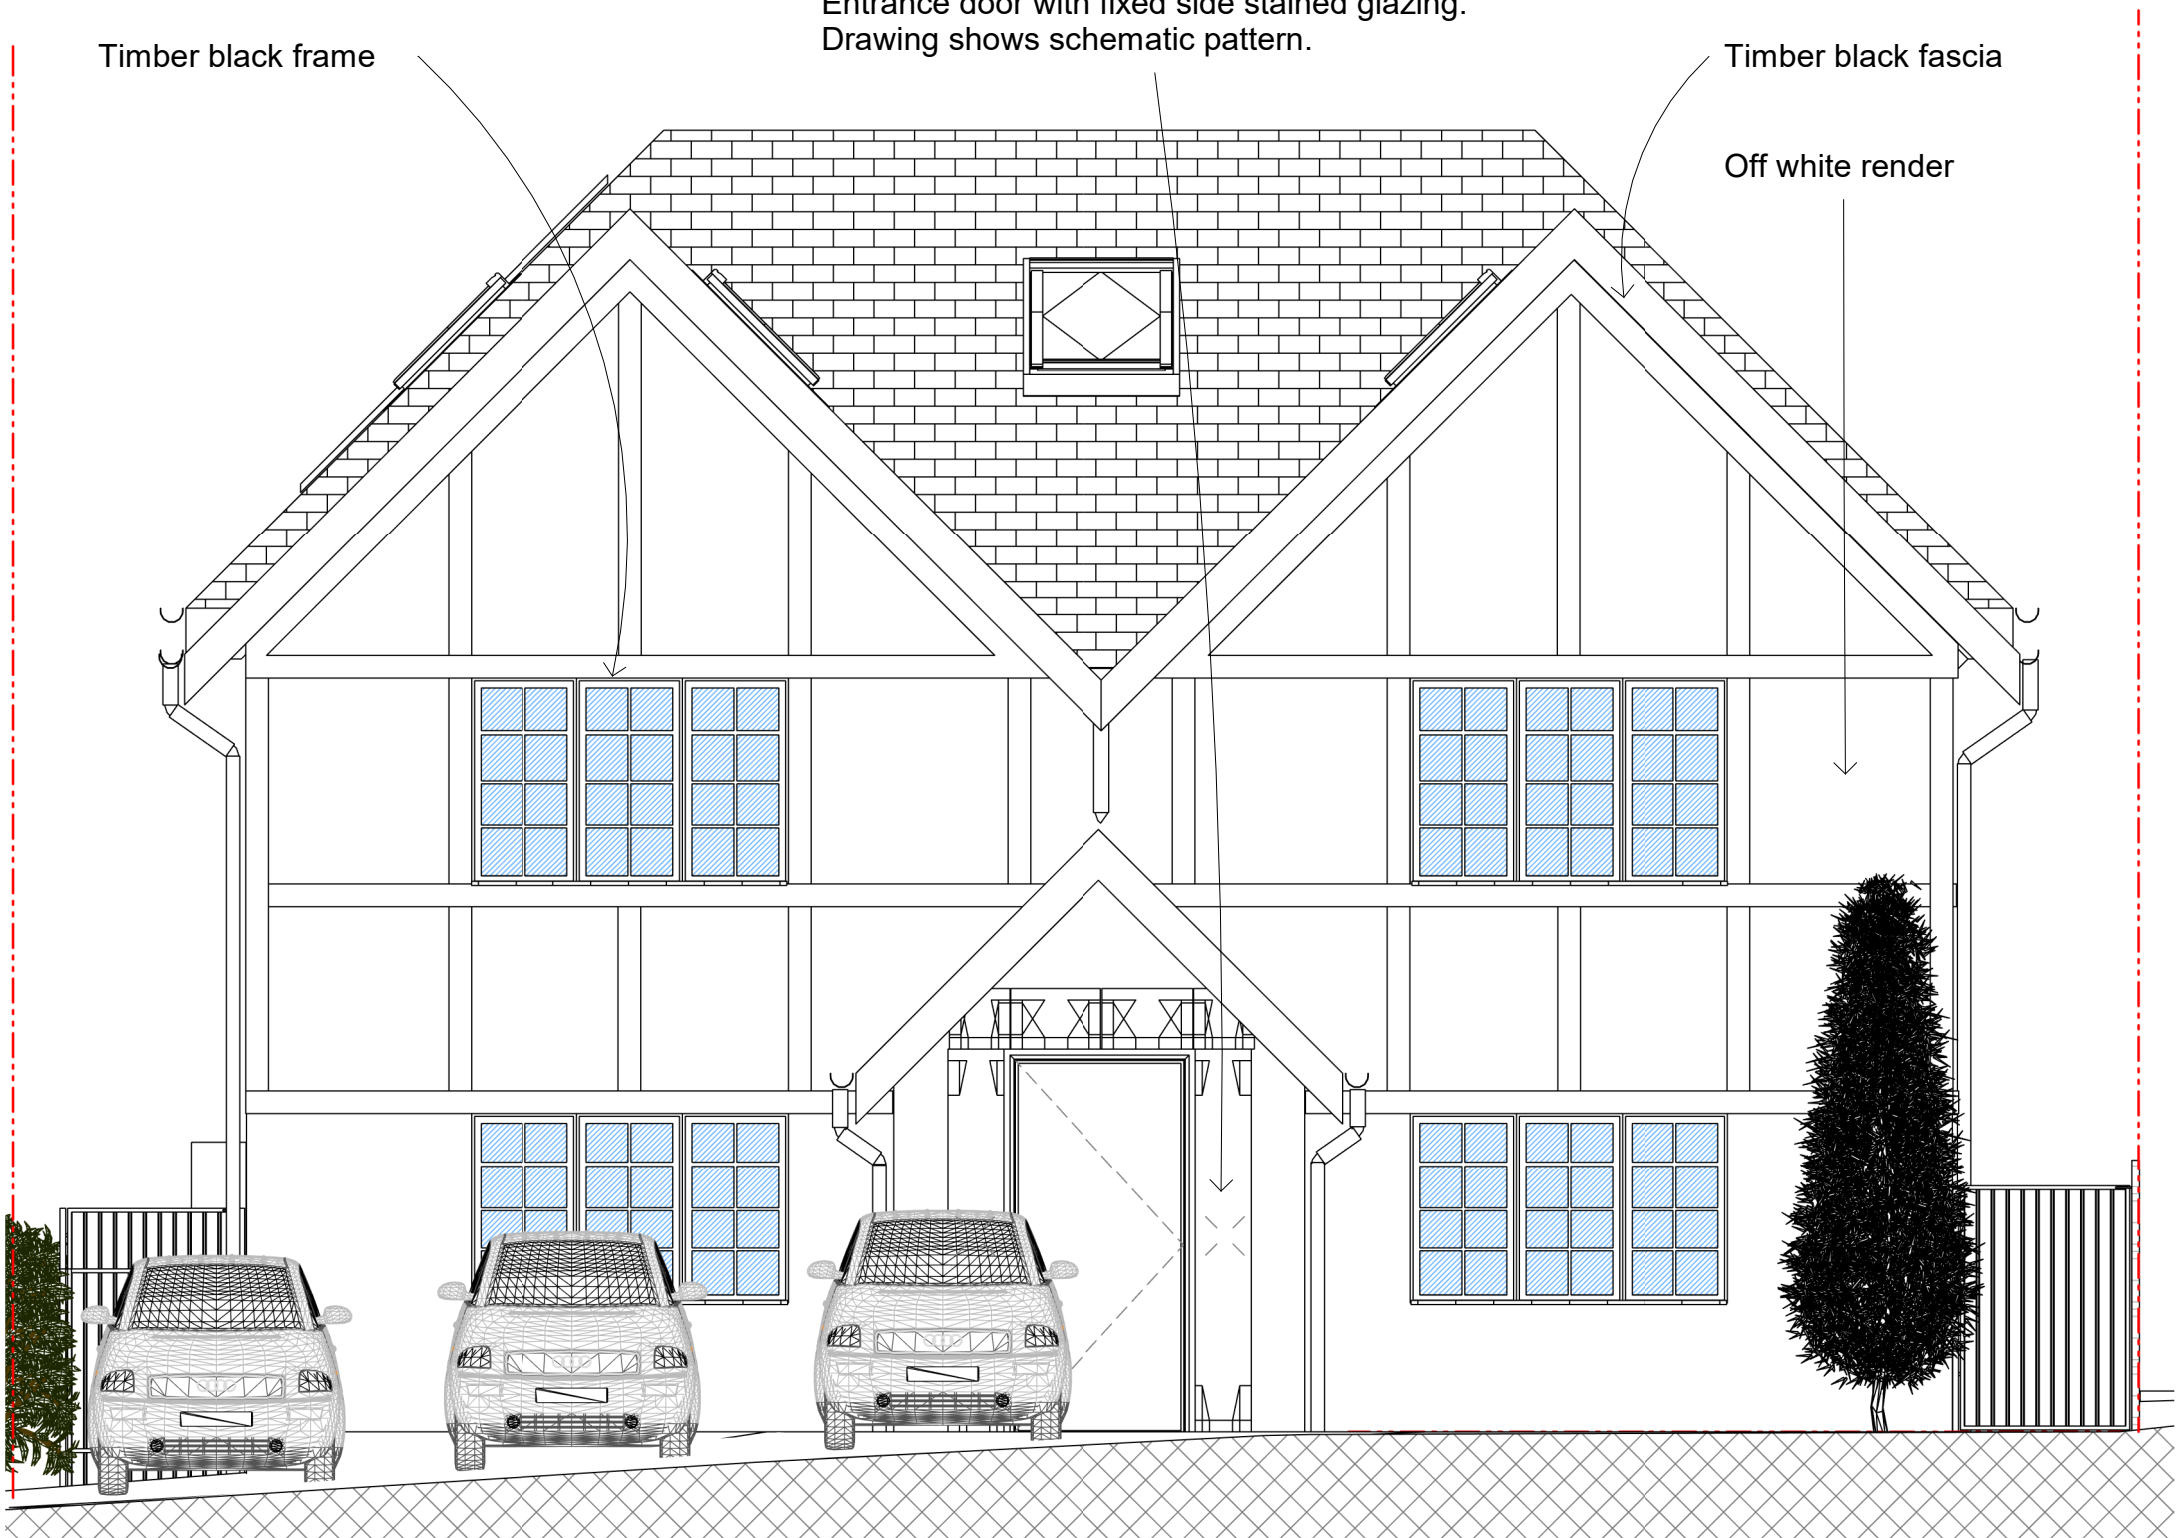 Entrance door with fixed side stained glazing.
Drawing shows schematic pattern.
Timber black frame
Timber black fascia
Off white render